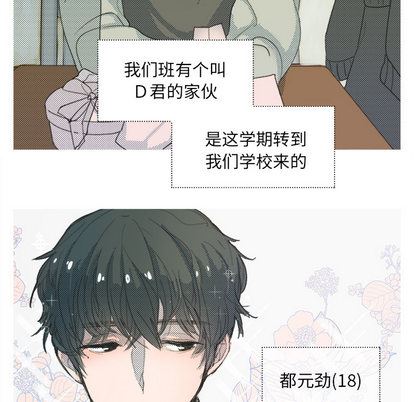 我们班有个叫
D君的家伙
是这学期转到
我们学校来的
都元劲(18)